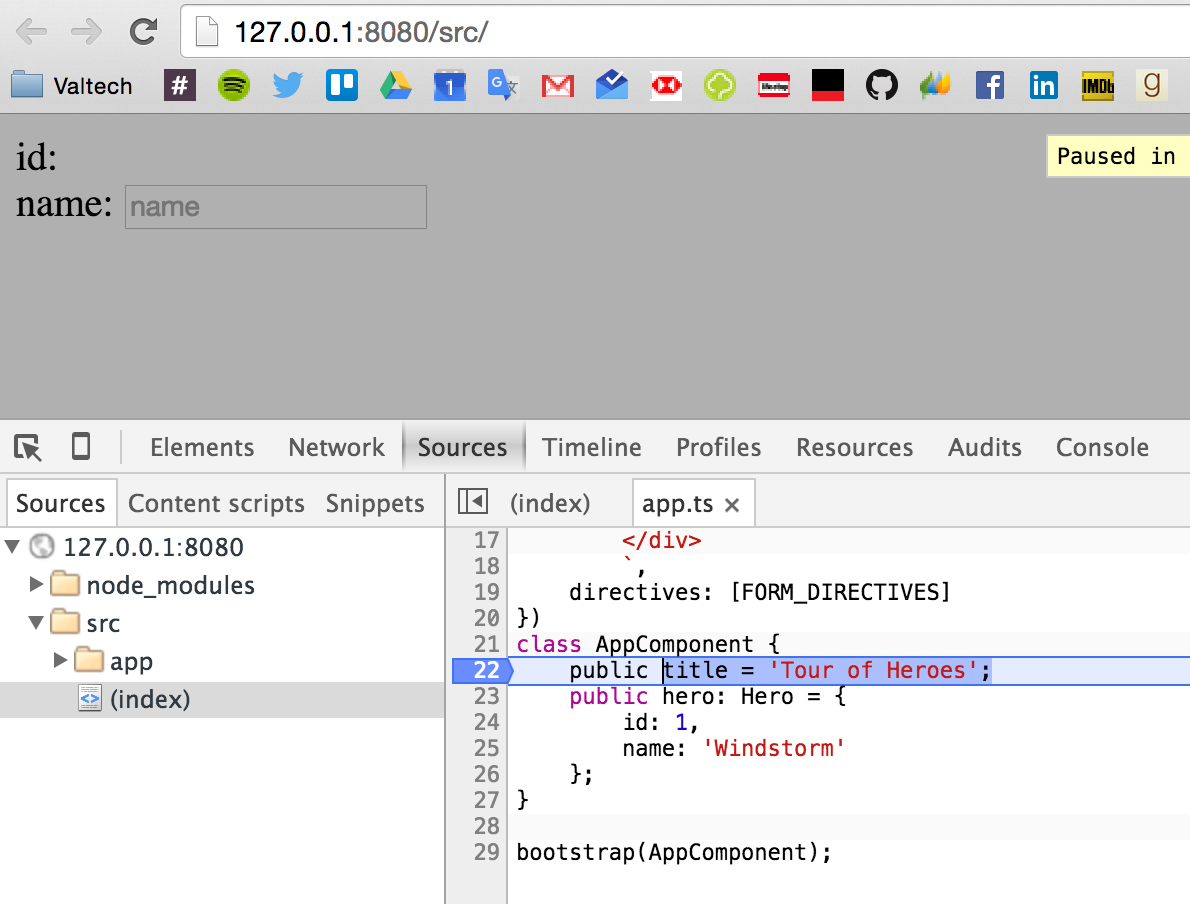 127.0.0.1:8080/src/
Valtech # 1 G IMDb g
id:
Paused in
name: name
Elements Network Sources Timeline Profiles Resources Audits Console
Sources Content scripts Snippets (index) app.ts ×
127.0.0.1:8080
node_modules
src
app
(index)
17 </div>
18 `,
19 directives: [FORM_DIRECTIVES]
20 })
21 class AppComponent {
22 public title = 'Tour of Heroes';
23 public hero: Hero = {
24 id: 1,
25 name: 'Windstorm'
26 };
27 }
28
29 bootstrap(AppComponent);